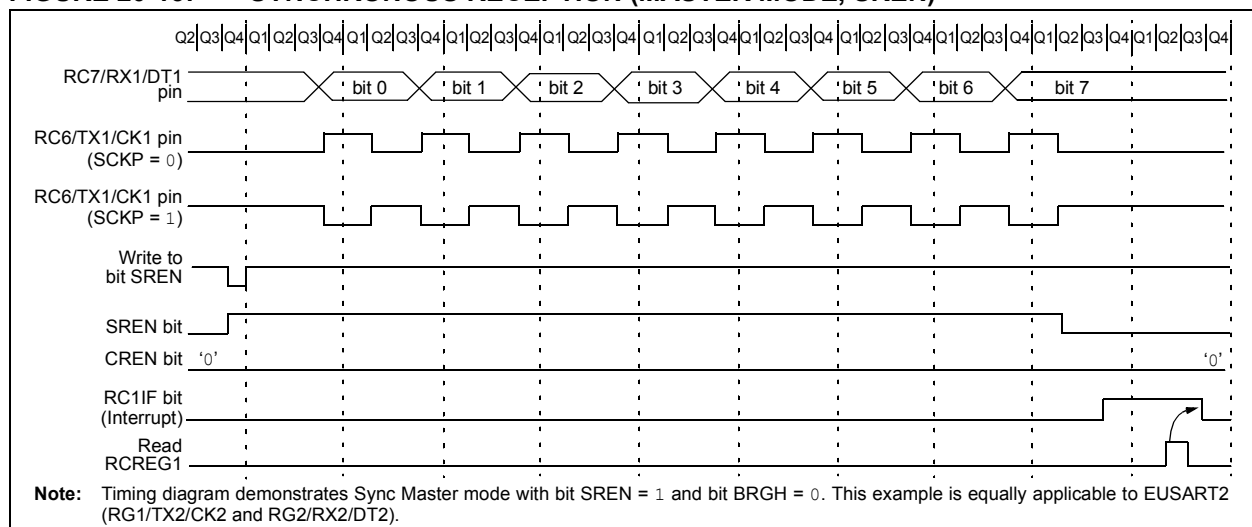 Q2 Q3 Q4 Q1 Q2 Q3 Q4 Q1 Q2 Q3 Q4 Q1 Q2 Q3 Q4 Q1 Q2 Q3 Q4 Q1 Q2 Q3 Q4 Q1 Q2 Q3 Q4 Q1 Q2 Q3 Q4 Q1 Q2 Q3 Q4 Q1 Q2 Q3 Q4 Q1 Q2 Q3 Q4
RC7/RX1/DT1
pin
bit 0 bit 1 bit 2 bit 3 bit 4 bit 5 bit 6 bit 7
RC6/TX1/CK1 pin
(SCKP = 0)
RC6/TX1/CK1 pin
(SCKP = 1)
Write to
bit SREN
SREN bit
CREN bit '0' '0'
RC1IF bit
(Interrupt)
Read
RCREG1
Note: Timing diagram demonstrates Sync Master mode with bit SREN = 1 and bit BRGH = 0. This example is equally applicable to EUSART2
(RG1/TX2/CK2 and RG2/RX2/DT2).